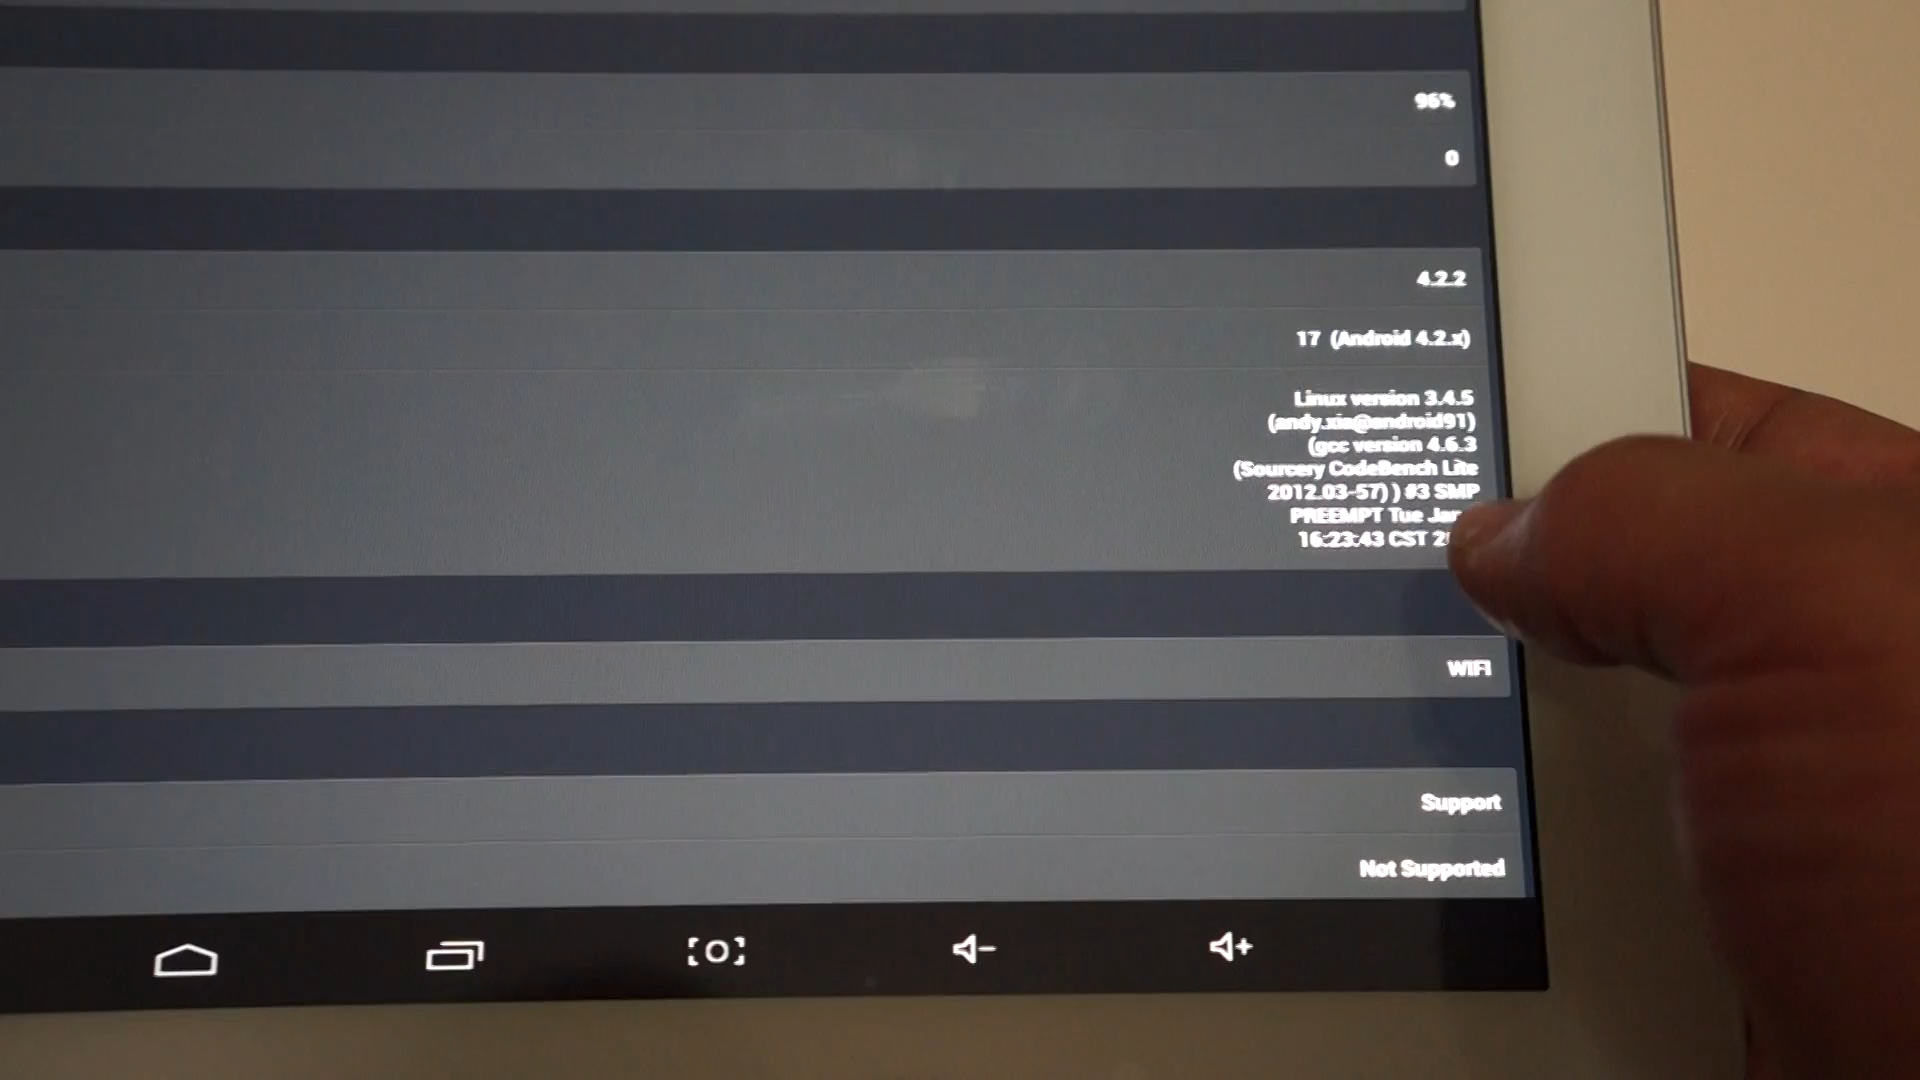 96%
0
4.2.2
17 (Android 4.2.x)
Linux version 3.4.5
(andy.xia@android91)
(gcc version 4.6.3
(Sourcery CodeBench Lite
2012.03-57) ) #3 SMP
PREEMPT Tue Jan
16:23:43 CST
WIFI
Support
Not Supported